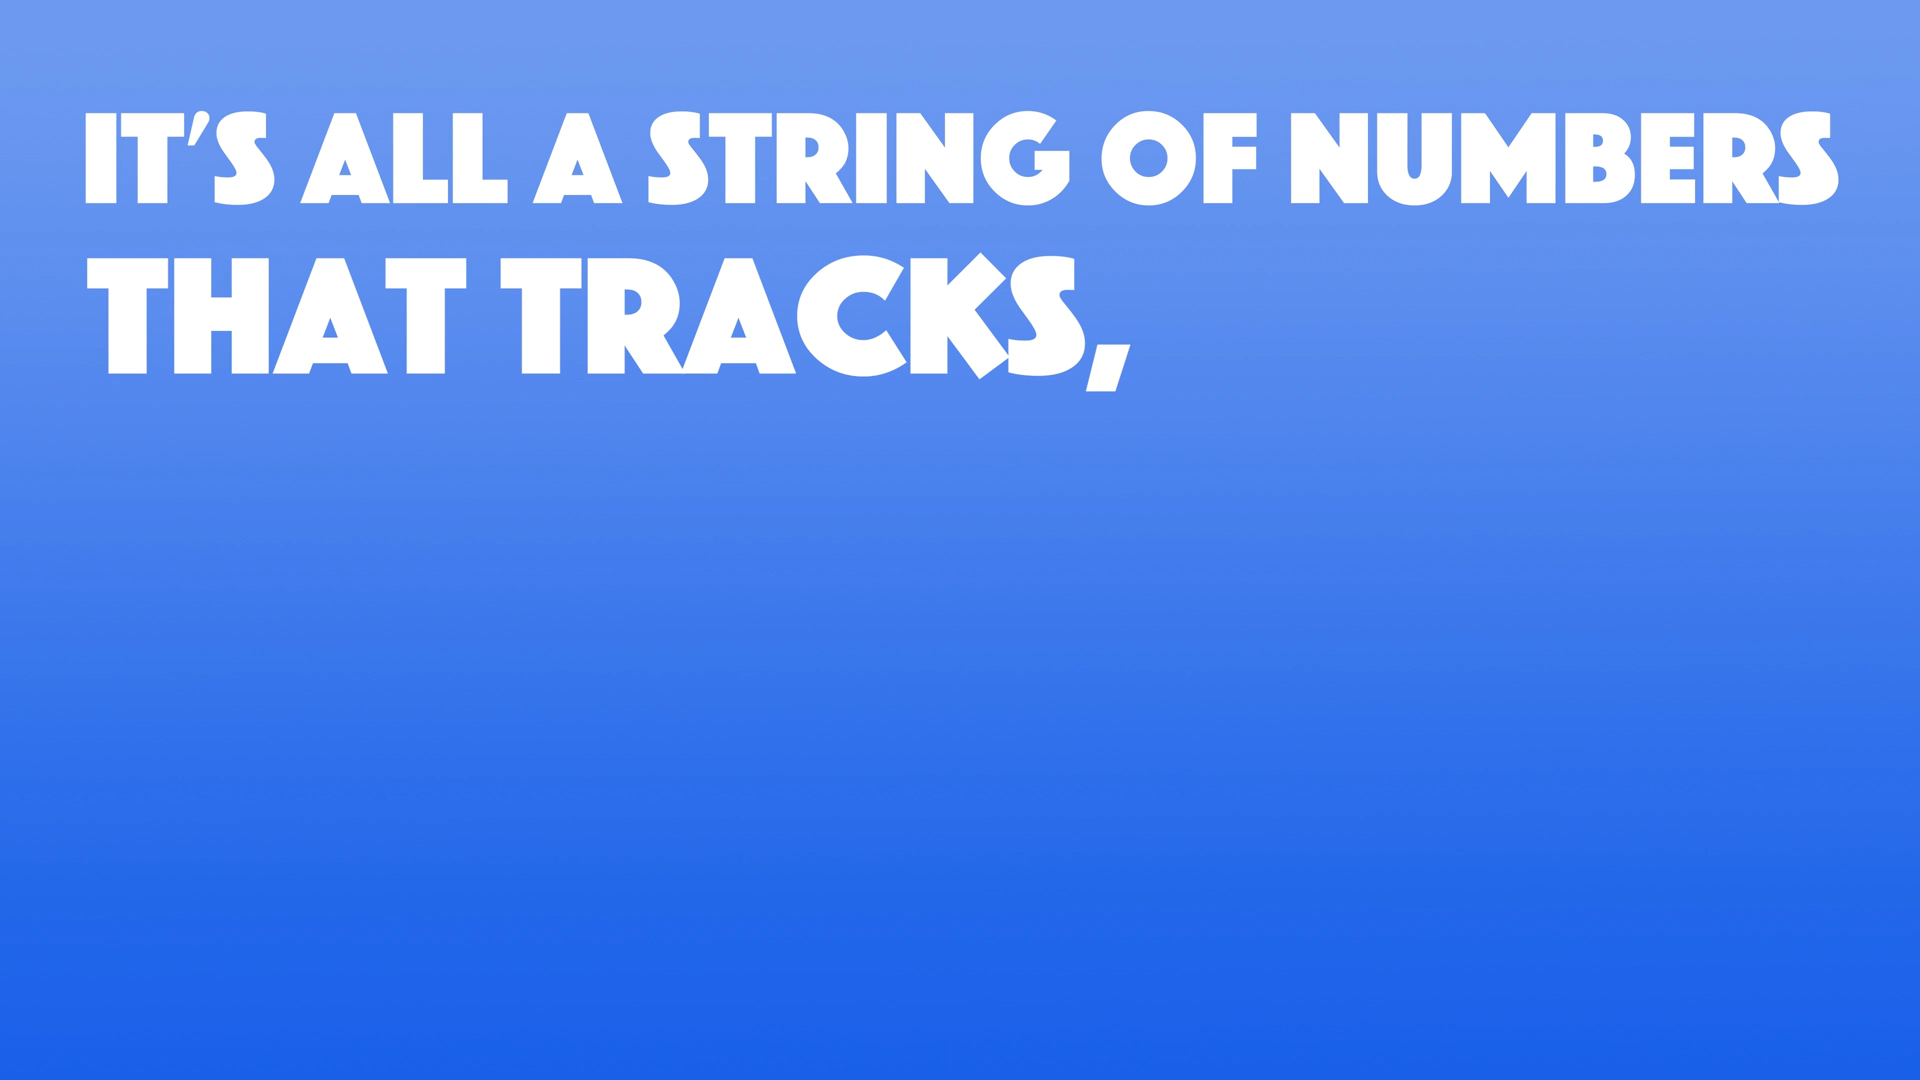 IT’S ALL A STRING OF NUMBERS
THAT TRACKS,